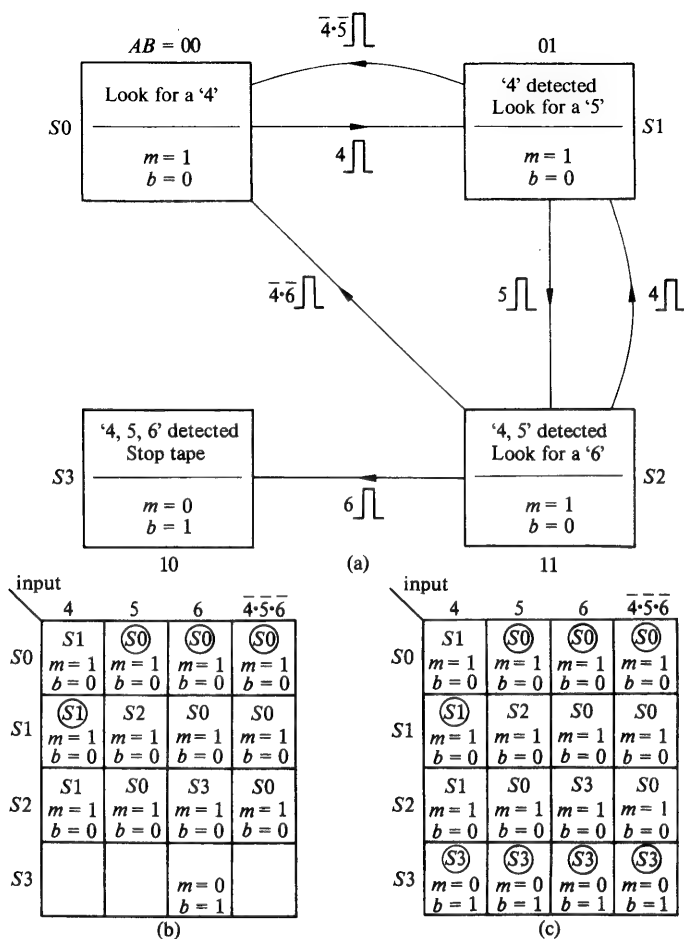 4̅·5̅
AB = 00
01
Look for a ‘4’
m = 1
b = 0
S0
4
‘4’ detected
Look for a ‘5’
m = 1
b = 0
S1
4̅·6̅
5
4
‘4, 5, 6’ detected
Stop tape
m = 0
b = 1
S3
6
‘4, 5’ detected
Look for a ‘6’
m = 1
b = 0
S2
10
(a)
11
input
4 5 6 4̅·5̅·6̅
S0
S1 S0 S0 S0
m = 1 m = 1 m = 1 m = 1
b = 0 b = 0 b = 0 b = 0
S1
S1 S2 S0 S0
m = 1 m = 1 m = 1 m = 1
b = 0 b = 0 b = 0 b = 0
S2
S1 S0 S3 S0
m = 1 m = 1 m = 1 m = 1
b = 0 b = 0 b = 0 b = 0
S3
m = 0
b = 1
(b)
input
4 5 6 4̅·5̅·6̅
S0
S1 S0 S0 S0
m = 1 m = 1 m = 1 m = 1
b = 0 b = 0 b = 0 b = 0
S1
S1 S2 S0 S0
m = 1 m = 1 m = 1 m = 1
b = 0 b = 0 b = 0 b = 0
S2
S1 S0 S3 S0
m = 1 m = 1 m = 1 m = 1
b = 0 b = 0 b = 0 b = 0
S3
S3 S3 S3 S3
m = 0 m = 0 m = 0 m = 0
b = 1 b = 1 b = 1 b = 1
(c)